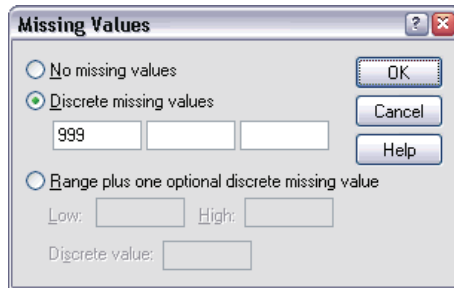 Missing Values
No missing values
OK
Discrete missing values
Cancel
999
Help
Range plus one optional discrete missing value
Low: High:
Discrete value: